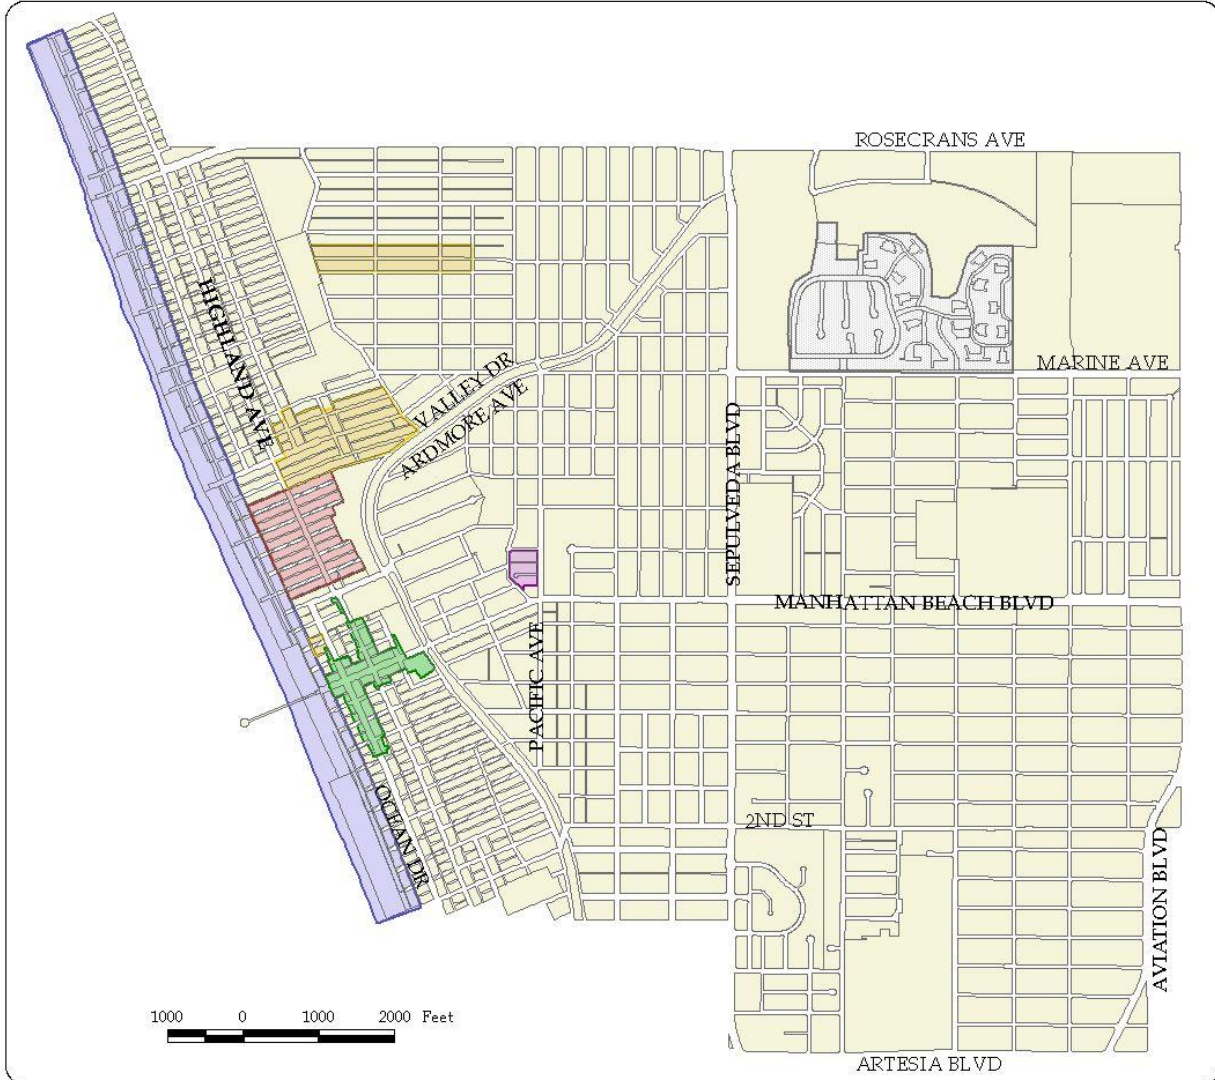 ROSECRANS AVE
HIGHLAND AVE
VALLEY DR
ARDMORE AVE
MARINE AVE
SEPULVEDA BLVD
MANHATTAN BEACH BLVD
PACIFIC AVE
OCEAN DR
2ND ST
AVIATION BLVD
1000 0 1000 2000 Feet
ARTESIA BLVD